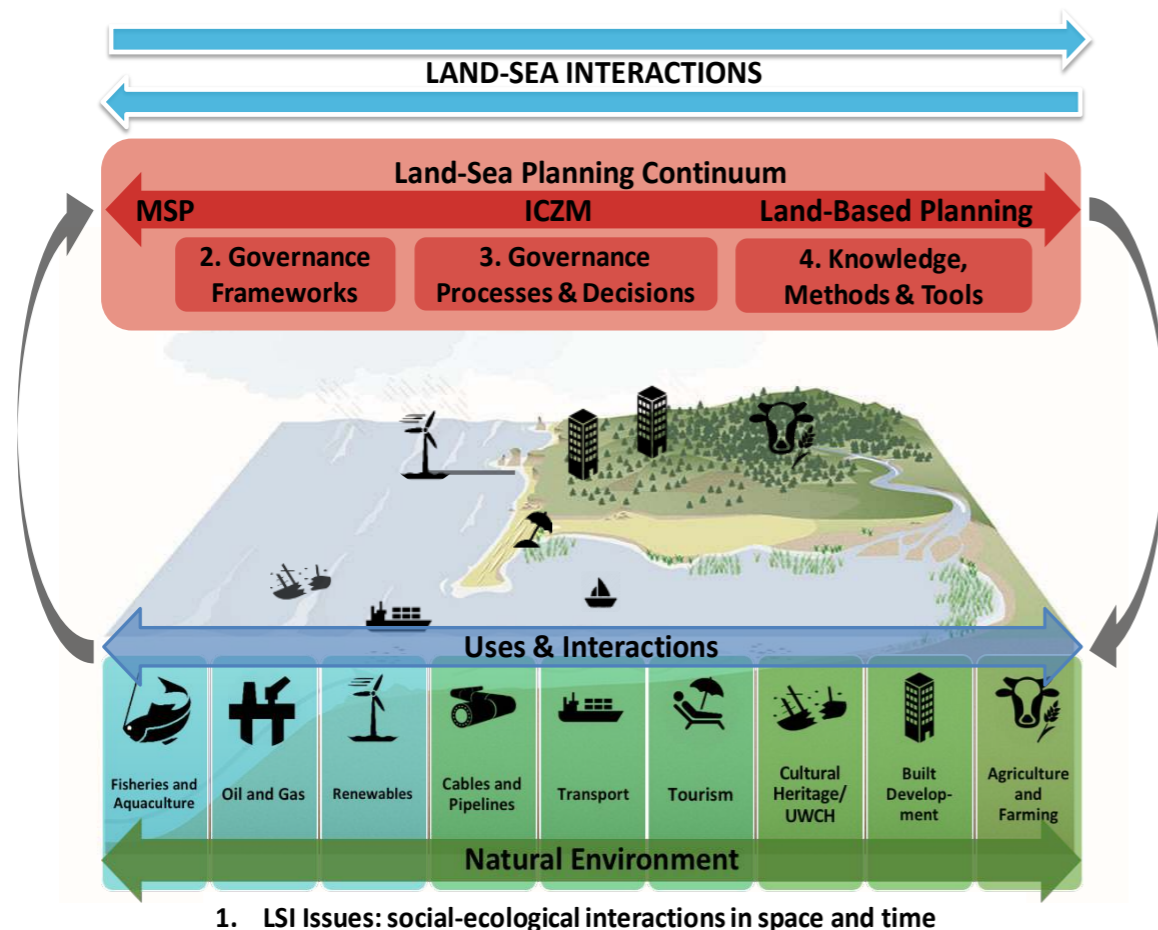 LAND-SEA INTERACTIONS
Land-Sea Planning Continuum
MSP
ICZM
Land-Based Planning
2. Governance
Frameworks
3. Governance
Processes & Decisions
4. Knowledge,
Methods & Tools
Uses & Interactions
Fisheries and
Aquaculture
Oil and Gas
Renewables
Cables and
Pipelines
Transport
Tourism
Cultural
Heritage/
UWCH
Built
Develop-
ment
Agriculture
and
Farming
Natural Environment
1. LSI Issues: social-ecological interactions in space and time